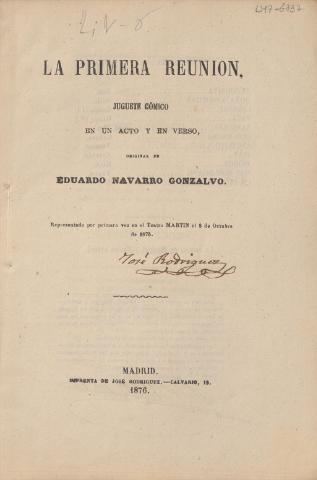 LA PRIMERA REUNION,
JUGUETE CÓMICO
EN UN ACTO Y EN VERSO,
ORIGINAL DE
EDUARDO NAVARRO GONZALVO.
Representado por primera vez en el Teatro MARTIN el 8 de Octubre
de 1875.
José Rodriguez
MADRID.
IMPRENTA DE JOSÉ RODRIGUEZ.—CALVARIO, 18.
1876.